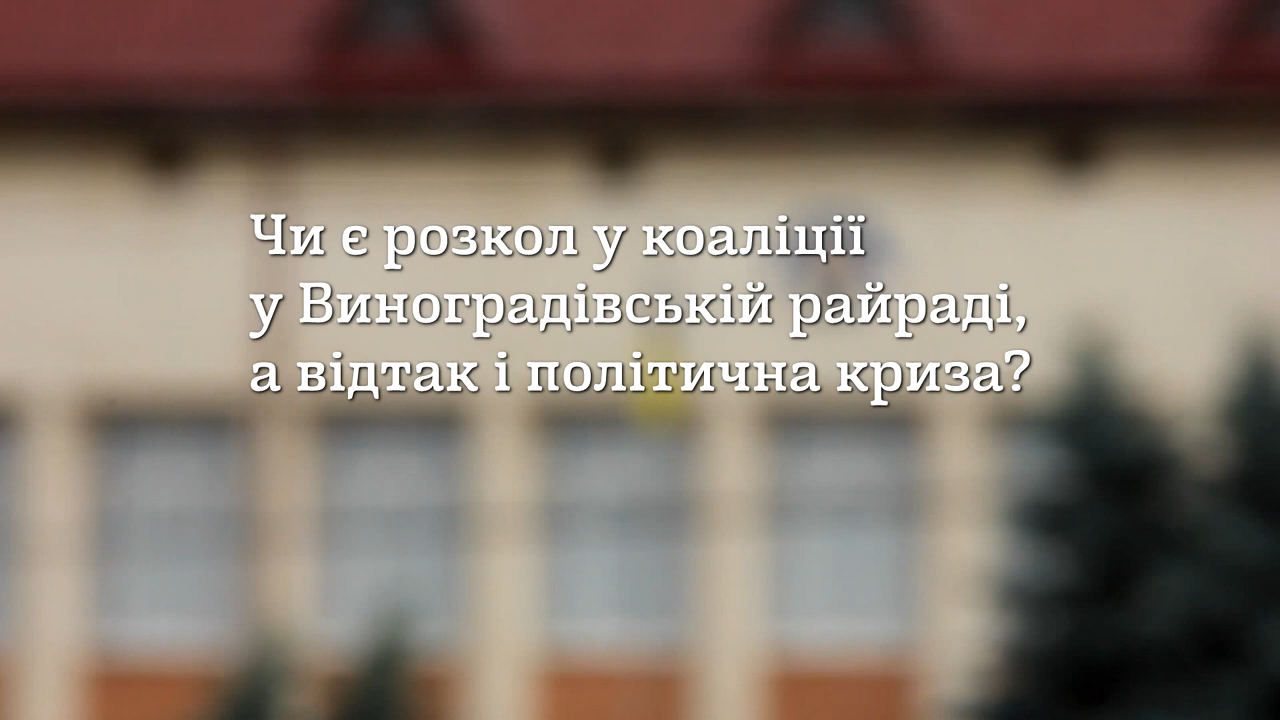 Чи є розкол у коаліції
у Виноградівській райраді,
а відтак і політична криза?